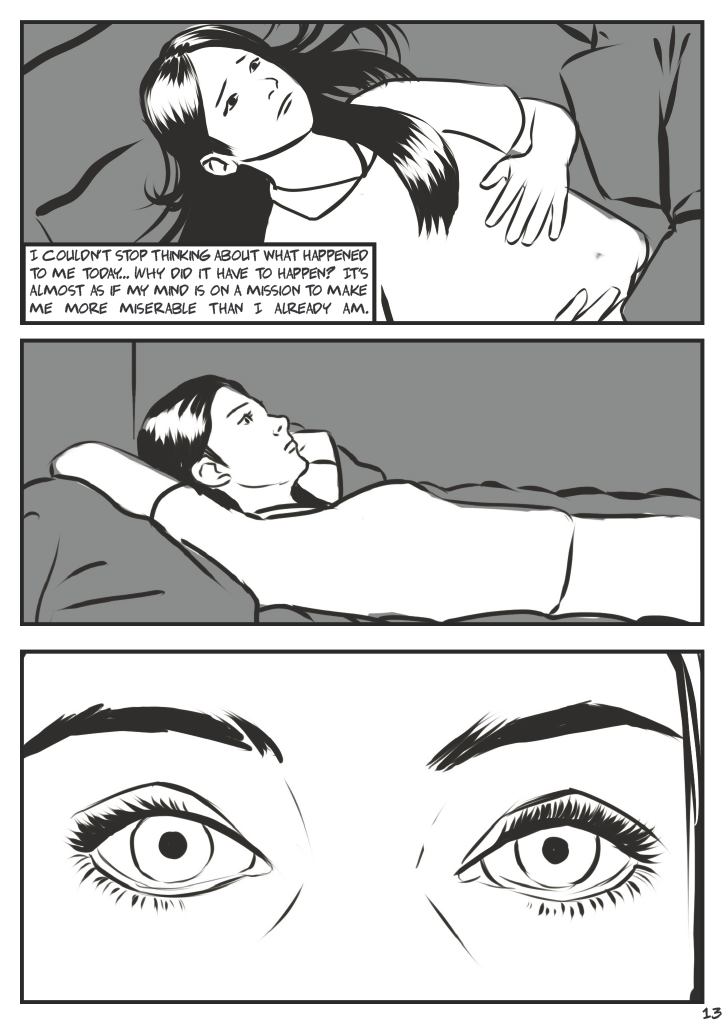 I COULDN'T STOP THINKING ABOUT WHAT HAPPENED
TO ME TODAY... WHY DID IT HAVE TO HAPPEN? IT'S
ALMOST AS IF MY MIND IS ON A MISSION TO MAKE
ME MORE MISERABLE THAN I ALREADY AM.
13